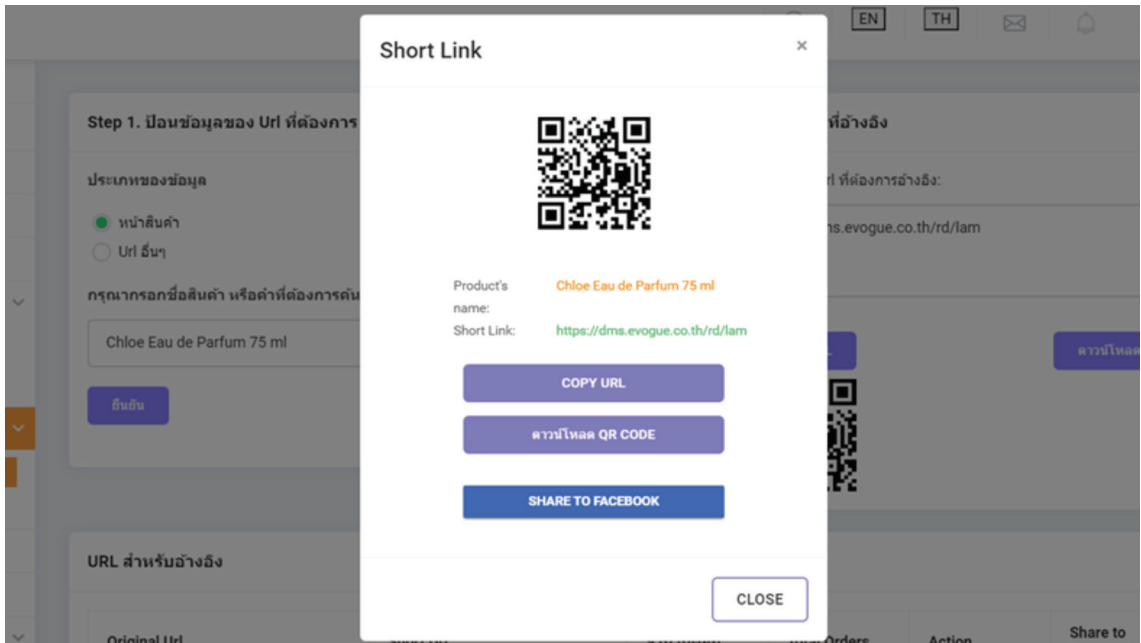 EN TH
Short Link
×
Step 1. ป้อนข้อมูลของ Url ที่ต้องการ
ที่อ้างอิง
ประเภทของข้อมูล
rl ที่ต้องการอ้างอิง:
หน้าสินค้า
ns.evogue.co.th/rd/lam
Url อื่นๆ
กรุณากรอกชื่อสินค้า หรือคำที่ต้องการค้น
Product's
name:
Chloe Eau de Parfum 75 ml
Short Link:
https://dms.evogue.co.th/rd/lam
Chloe Eau de Parfum 75 ml
ดาวน์โหลด
COPY URL
ยืนยัน
ดาวน์โหลด QR CODE
SHARE TO FACEBOOK
URL สำหรับอ้างอิง
CLOSE
Original Url
Orders
Action
Share to